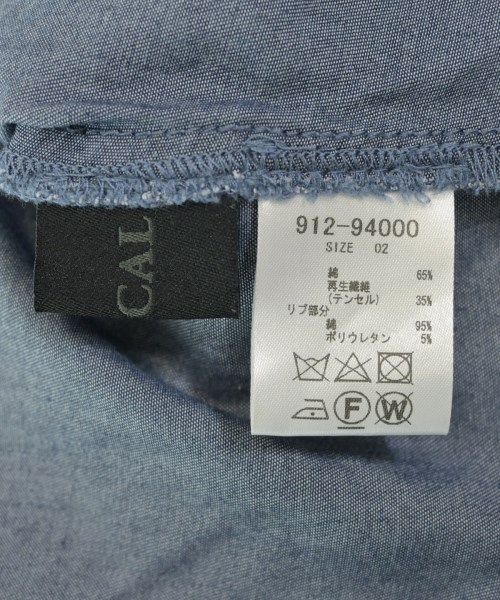 CAL
912-94000
SIZE 02
綿 65%
再生繊維
(テンセル) 35%
リブ部分
綿 95%
ポリウレタン 5%
F W